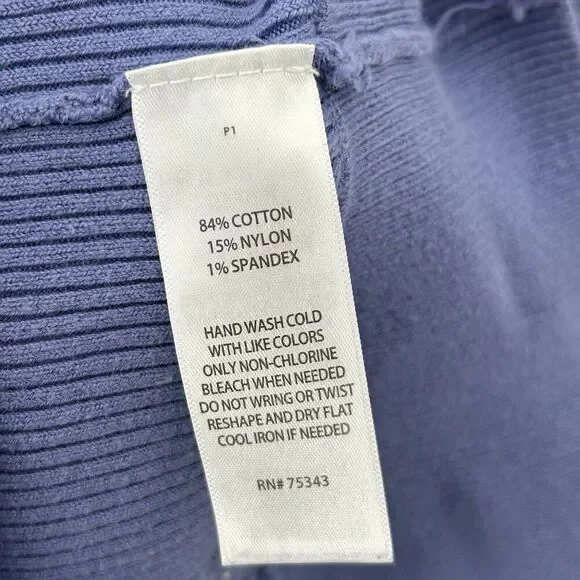 P1
84% COTTON
15% NYLON
1% SPANDEX
HAND WASH COLD
WITH LIKE COLORS
ONLY NON-CHLORINE
BLEACH WHEN NEEDED
DO NOT WRING OR TWIST
RESHAPE AND DRY FLAT
COOL IRON IF NEEDED
RN# 75343